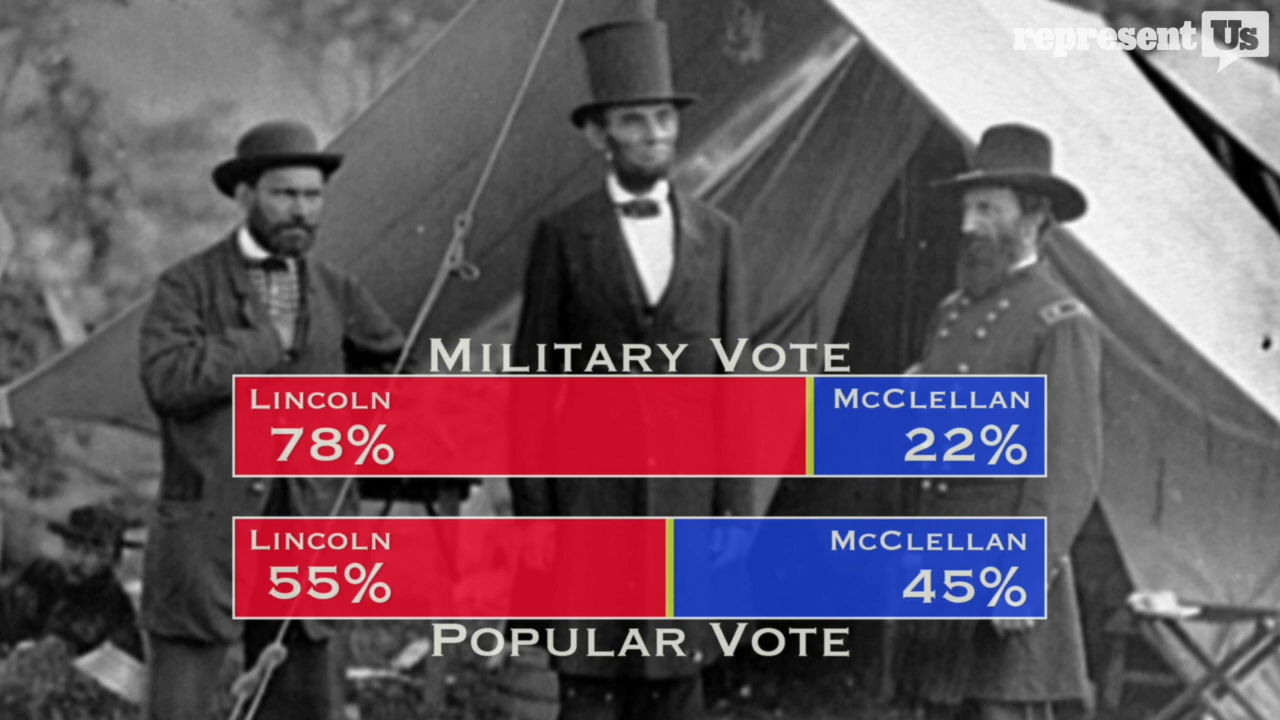 represent Us
MILITARY VOTE
LINCOLN MCCLELLAN
78% 22%
LINCOLN MCCLELLAN
55% 45%
POPULAR VOTE